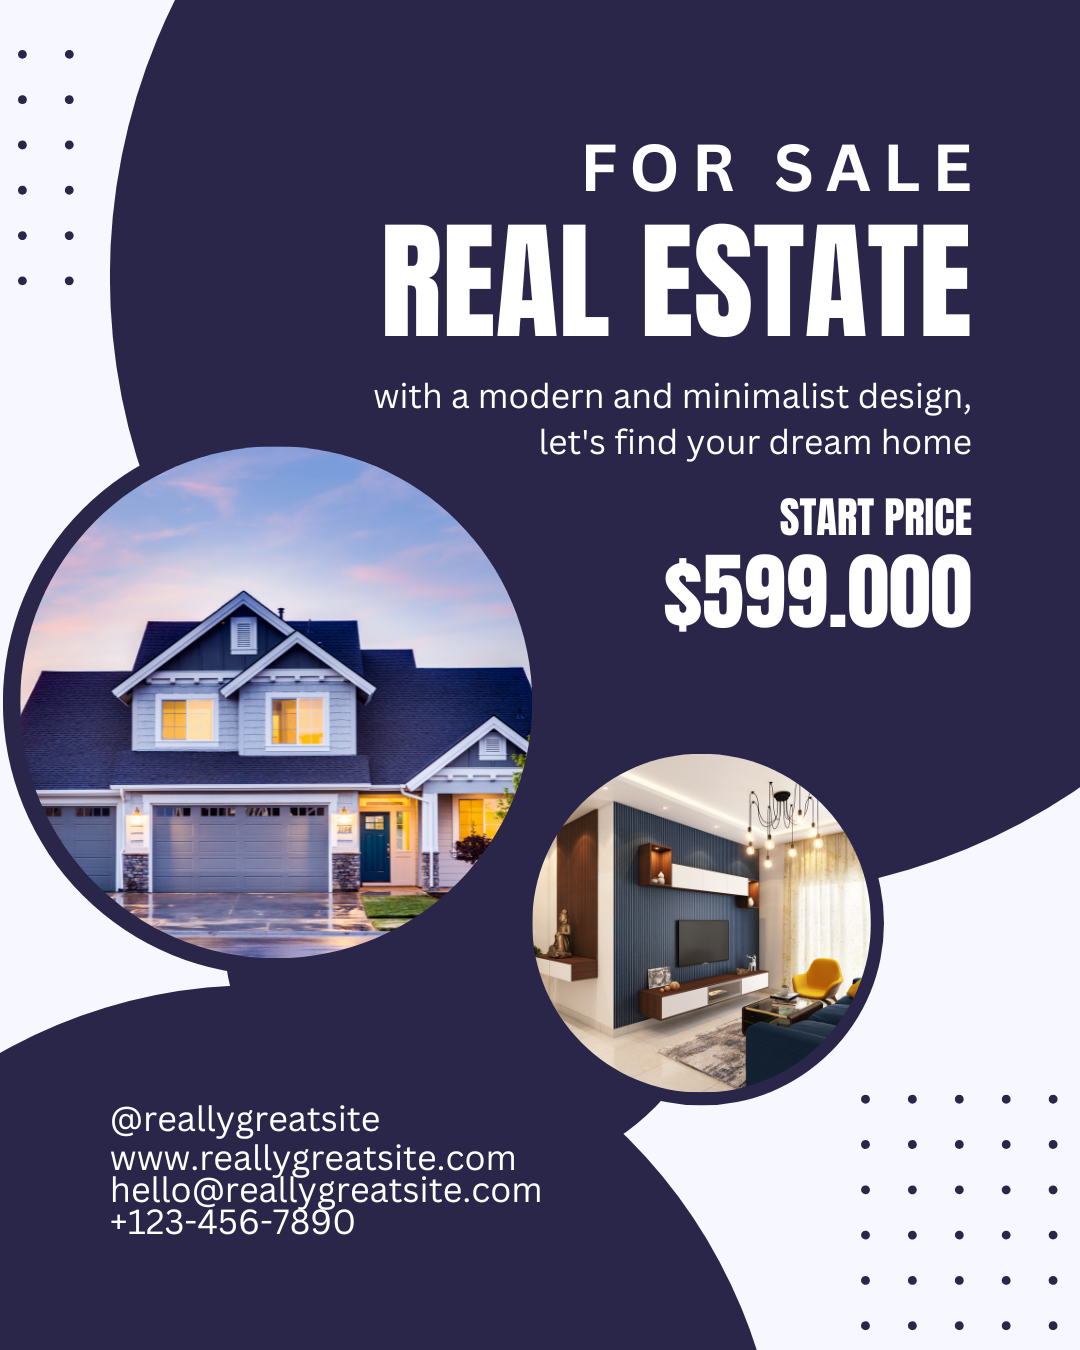 FOR SALE
REAL ESTATE
with a modern and minimalist design,
let's find your dream home
START PRICE
$599.000
@reallygreatsite
www.reallygreatsite.com
hello@reallygreatsite.com
+123-456-7890